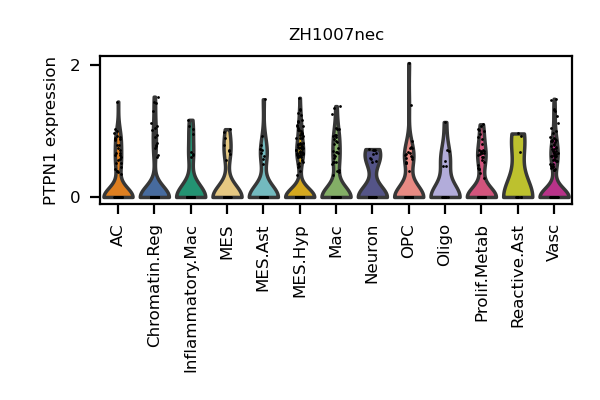 ZH1007nec
PTPN1 expression
2
0
AC
Chromatin.Reg
Inflammatory.Mac
MES
MES.Ast
MES.Hyp
Mac
Neuron
OPC
Oligo
Prolif.Metab
Reactive.Ast
Vasc